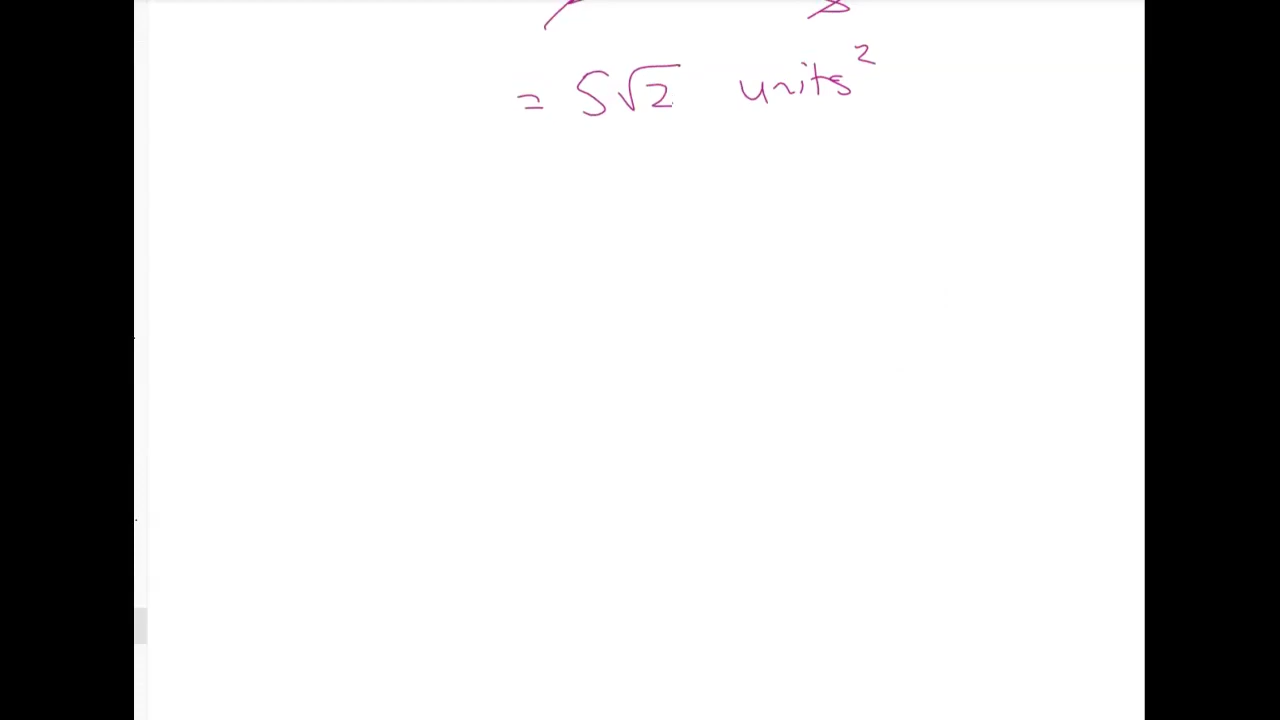 = 5√2 units²